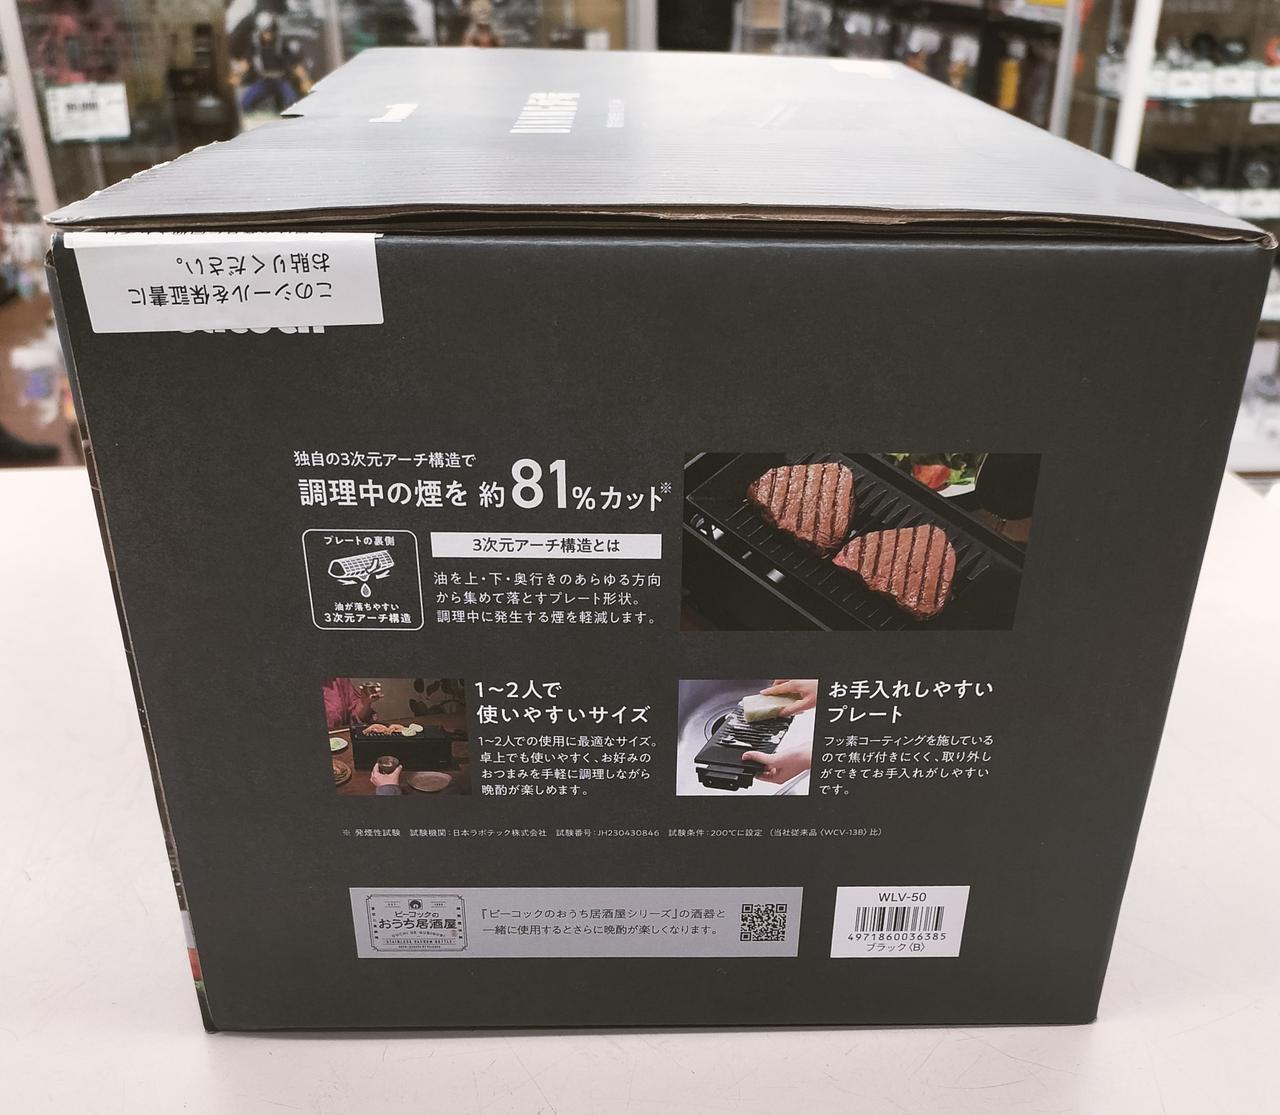 このシールを保証書に
お貼りください。
独自の3次元アーチ構造で
調理中の煙を 約81%カット※
プレートの裏側
油が落ちやすい
3次元アーチ構造
3次元アーチ構造とは
油を上・下・奥行きのあらゆる方向
から集めて落とすプレート形状。
調理中に発生する煙を軽減します。
1〜2人で
使いやすいサイズ
1〜2人での使用に最適なサイズ。
卓上でも使いやすく、お好みの
おつまみを手軽に調理しながら
晩酌が楽しめます。
お手入れしやすい
プレート
フッ素コーティングを施している
ので焦げ付きにくく、取り外し
ができてお手入れがしやすい
です。
※ 発煙性試験 試験機関:日本ラボテック株式会社 試験番号:JH230430846 試験条件:200℃に設定 (当社従来品〈WCV-13B〉比)
ピーコックの
おうち居酒屋
OUCHI DE OUBOUBI
STAINLESS VACUUM BOTTLE
『ピーコックのおうち居酒屋シリーズ』の酒器と
一緒に使用するとさらに晩酌が楽しくなります。
WLV-50
4971860036385
ブラック〈B〉